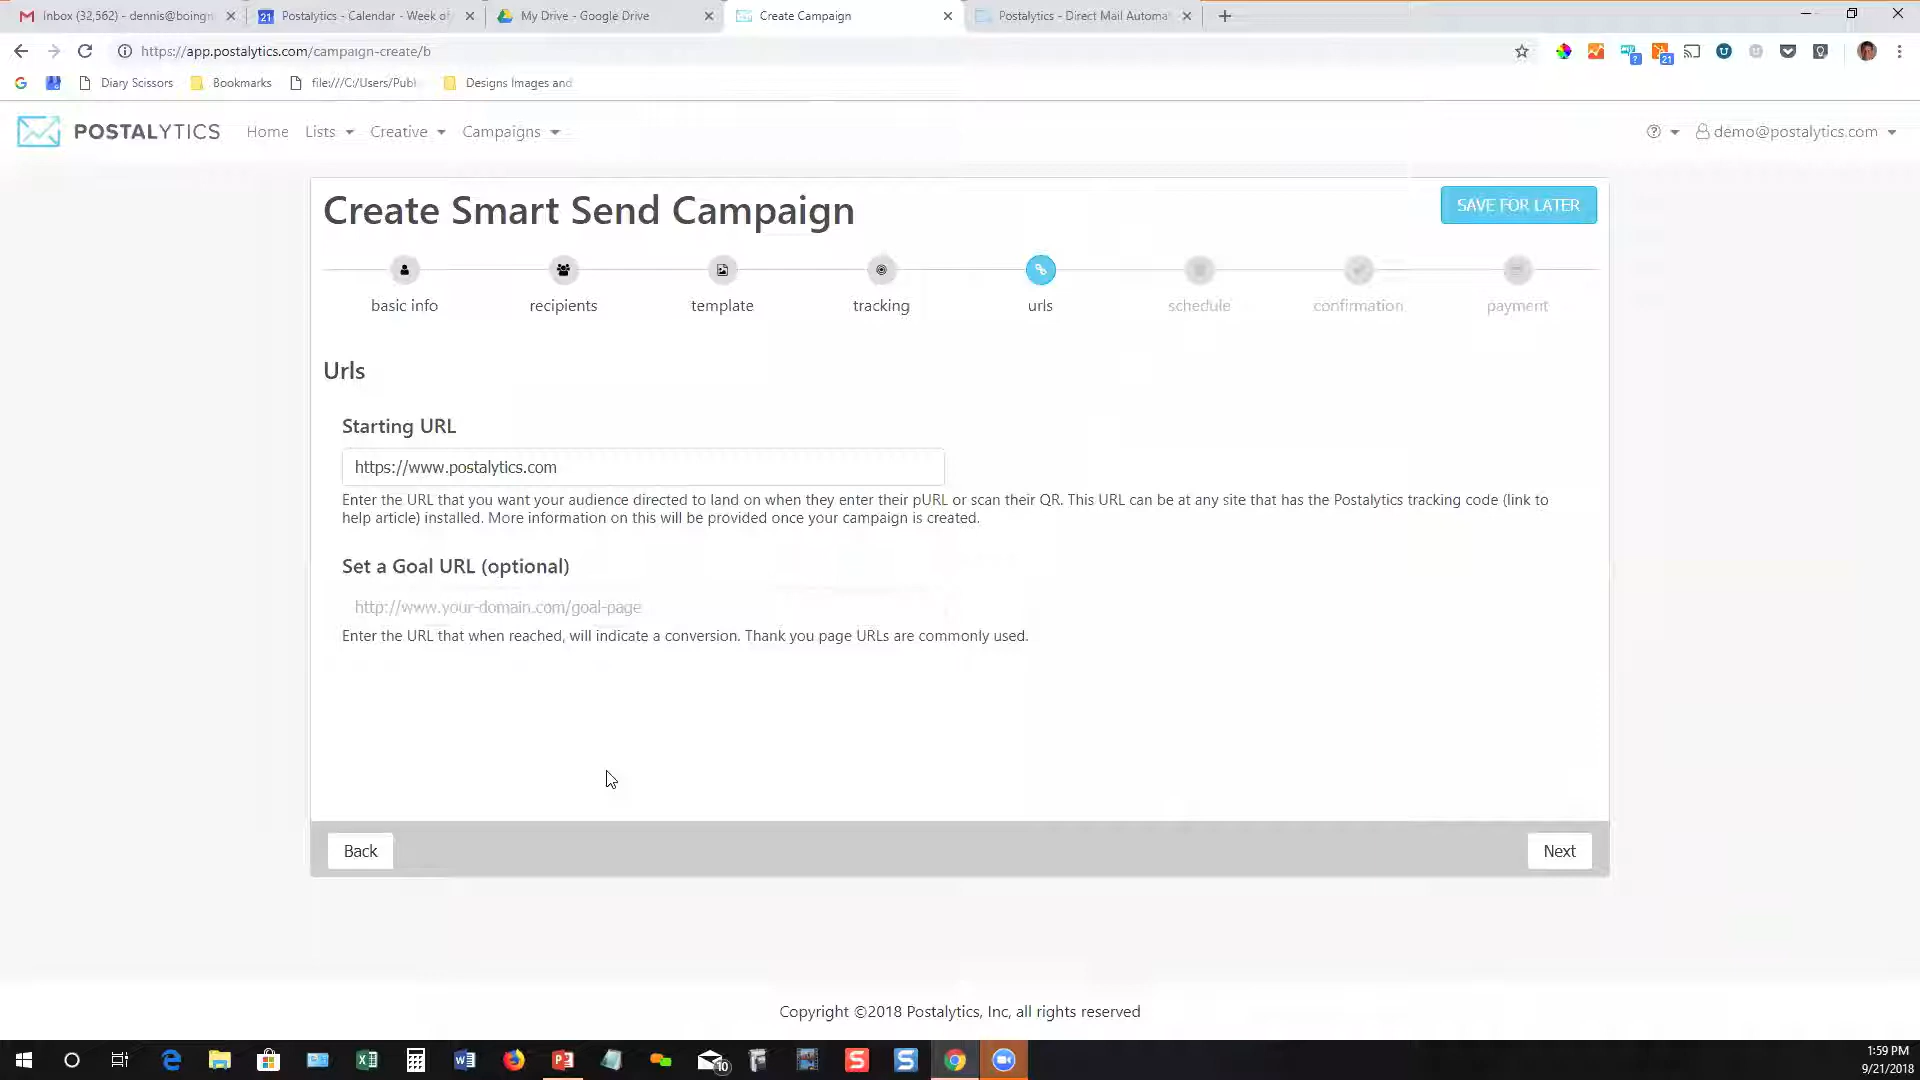 Inbox (32,562) - dennis@boing
Postalytics - Calendar - Week of
My Drive - Google Drive
Create Campaign
Postalytics - Direct Mail Automa
https://app.postalytics.com/campaign-create/b
21
Diary Scissors
Bookmarks
file:///C:/Users/Publ
Designs Images and
POSTALYTICS
Home
Lists
Creative
Campaigns
demo@postalytics.com
Create Smart Send Campaign
SAVE FOR LATER
basic info
recipients
template
tracking
urls
schedule
confirmation
payment
Urls
Starting URL
https://www.postalytics.com
Enter the URL that you want your audience directed to land on when they enter their pURL or scan their QR. This URL can be at any site that has the Postalytics tracking code (link to
help article) installed. More information on this will be provided once your campaign is created.
Set a Goal URL (optional)
http://www.your-domain.com/goal-page
Enter the URL that when reached, will indicate a conversion. Thank you page URLs are commonly used.
Back
Next
Copyright ©2018 Postalytics, Inc, all rights reserved
10
1:59 PM
9/21/2018